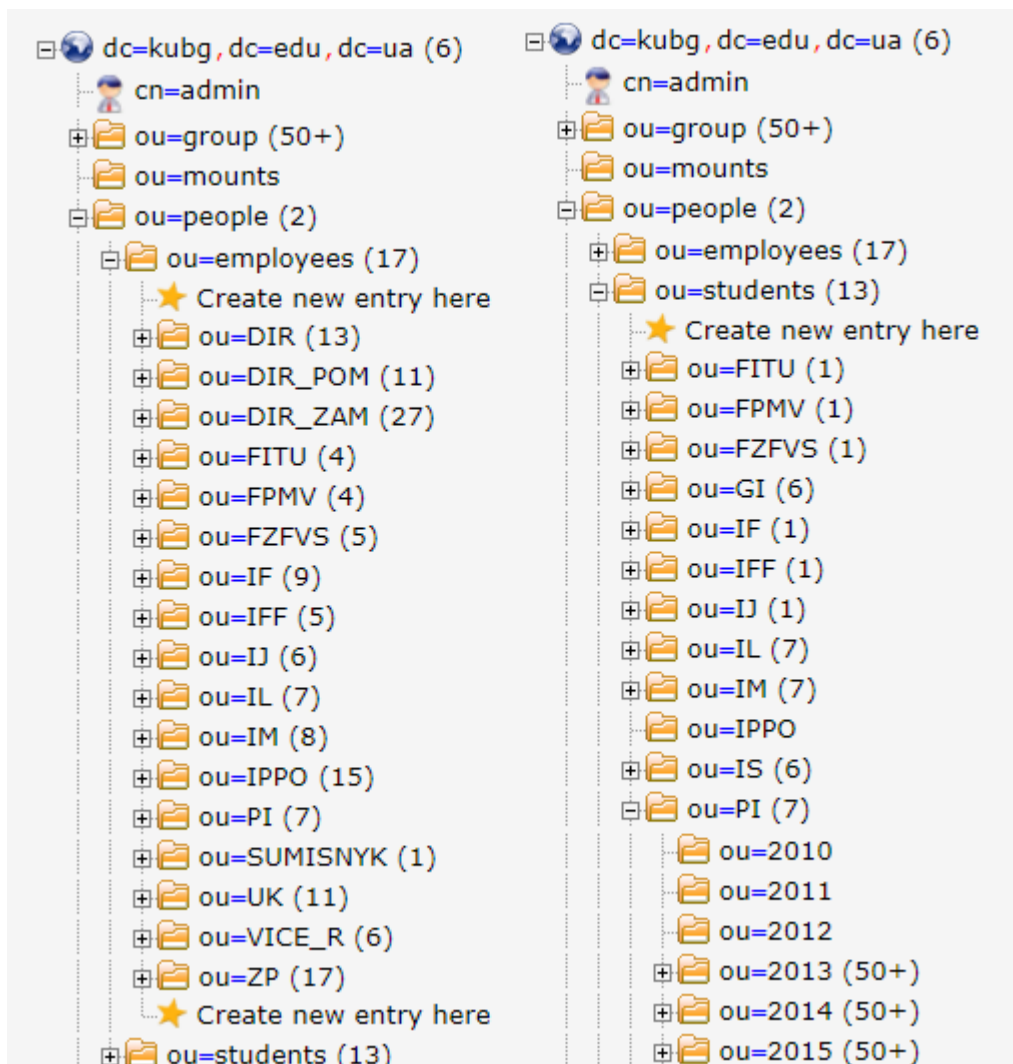 dc=kubg,dc=edu,dc=ua (6)
cn=admin
ou=group (50+)
ou=mounts
ou=people (2)
ou=employees (17)
Create new entry here
ou=DIR (13)
ou=DIR_POM (11)
ou=DIR_ZAM (27)
ou=FITU (4)
ou=FPMV (4)
ou=FZFVS (5)
ou=IF (9)
ou=IFF (5)
ou=IJ (6)
ou=IL (7)
ou=IM (8)
ou=IPPO (15)
ou=PI (7)
ou=SUMISNYK (1)
ou=UK (11)
ou=VICE_R (6)
ou=ZP (17)
Create new entry here
ou=students (13)
dc=kubg,dc=edu,dc=ua (6)
cn=admin
ou=group (50+)
ou=mounts
ou=people (2)
ou=employees (17)
ou=students (13)
Create new entry here
ou=FITU (1)
ou=FPMV (1)
ou=FZFVS (1)
ou=GI (6)
ou=IF (1)
ou=IFF (1)
ou=IJ (1)
ou=IL (7)
ou=IM (7)
ou=IPPO
ou=IS (6)
ou=PI (7)
ou=2010
ou=2011
ou=2012
ou=2013 (50+)
ou=2014 (50+)
ou=2015 (50+)